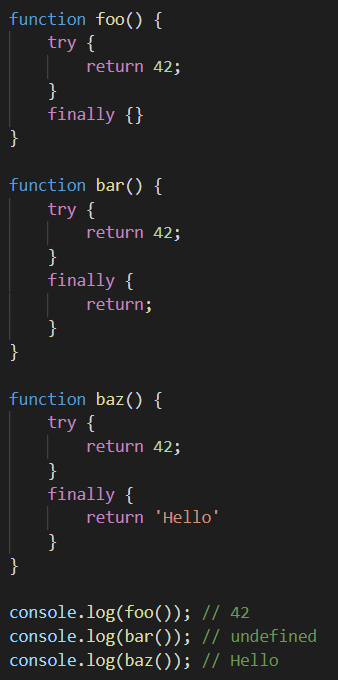 function foo() {
    try {
        return 42;
    }
    finally {}
}

function bar() {
    try {
        return 42;
    }
    finally {
        return;
    }
}

function baz() {
    try {
        return 42;
    }
    finally {
        return 'Hello'
    }
}

console.log(foo()); // 42
console.log(bar()); // undefined
console.log(baz()); // Hello